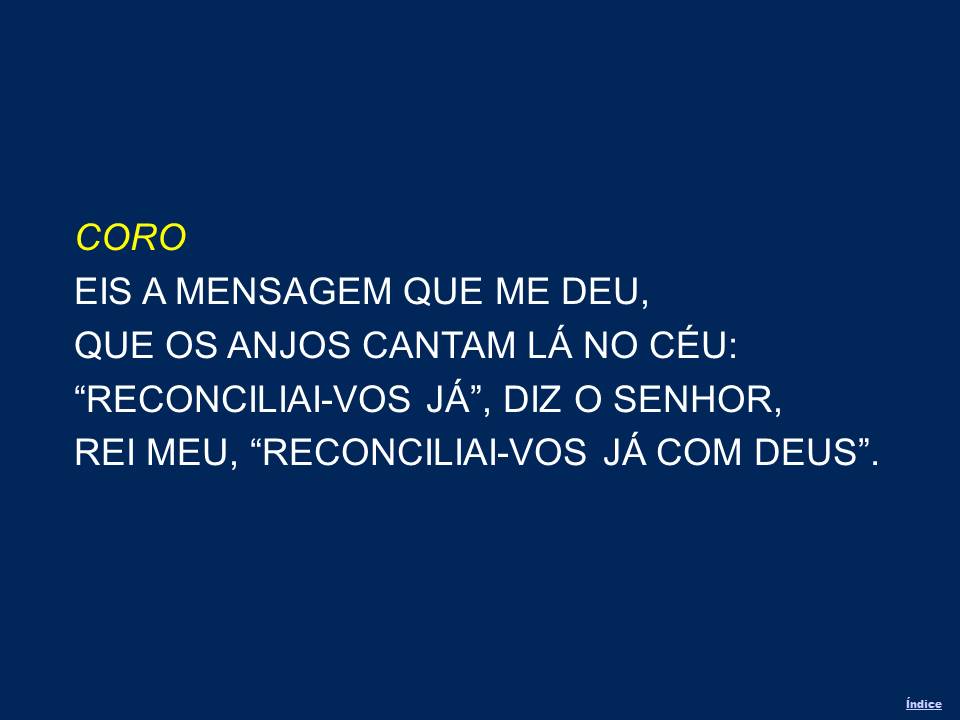 CORO
EIS A MENSAGEM QUE ME DEU,
QUE OS ANJOS CANTAM LÁ NO CÉU:
“RECONCILIAI-VOS JÁ”, DIZ O SENHOR,
REI MEU, “RECONCILIAI-VOS JÁ COM DEUS”.
Índice